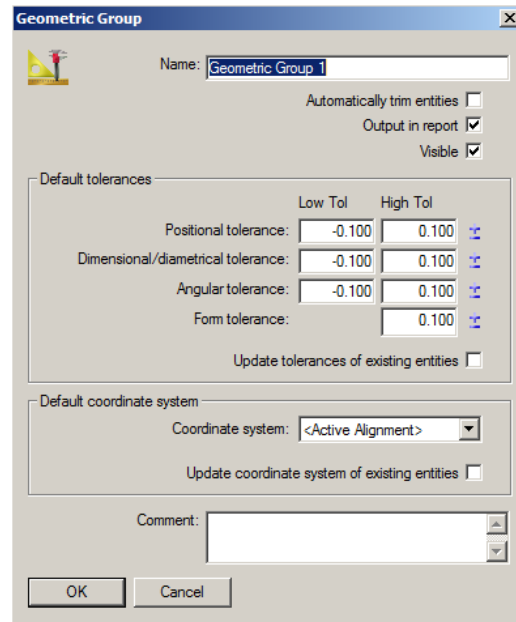 Geometric Group
Name: Geometric Group 1
Automatically trim entities
Output in report
Visible
Default tolerances
Low Tol High Tol
Positional tolerance: -0.100 0.100
Dimensional/diametrical tolerance: -0.100 0.100
Angular tolerance: -0.100 0.100
Form tolerance: 0.100
Update tolerances of existing entities
Default coordinate system
Coordinate system: <Active Alignment>
Update coordinate system of existing entities
Comment:
OK Cancel